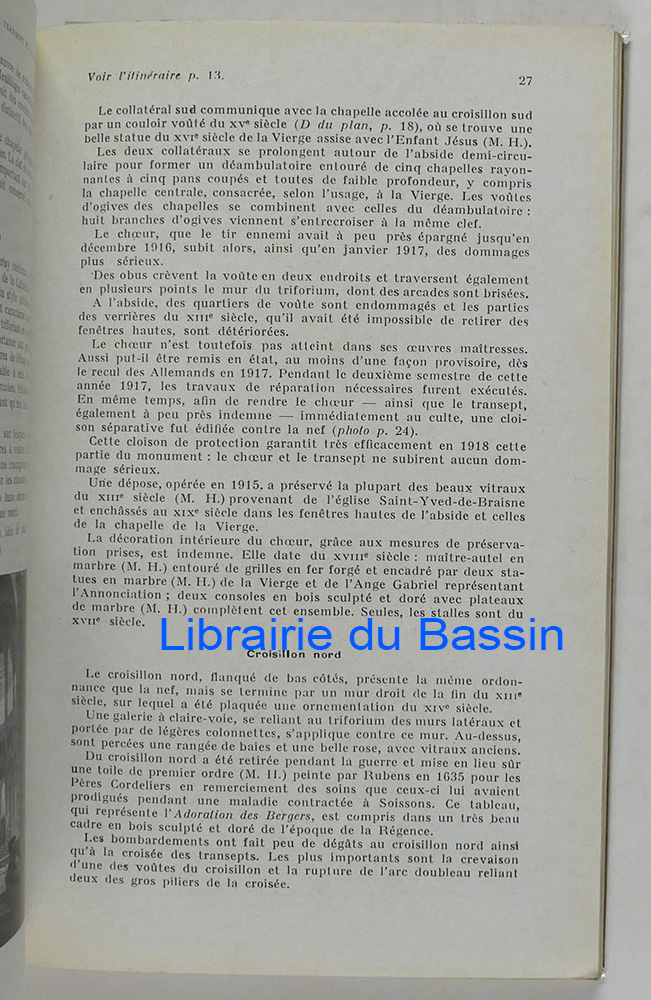 Voir l'itinéraire p. 13.
27
Le collatéral sud communique avec la chapelle accolée au croisillon sud
par un couloir voûté du XVe siècle (D du plan, p. 18), où se trouve une
belle statue du XVIe siècle de la Vierge assise avec l'Enfant Jésus (M. H.).
Les deux collatéraux se prolongent autour de l'abside demi-circu-
laire pour former un déambulatoire entouré de cinq chapelles rayon-
nantes à cinq pans coupés et toutes de faible profondeur, y compris
la chapelle centrale, consacrée, selon l'usage, à la Vierge. Les voûtes
d'ogives des chapelles se combinent avec celles du déambulatoire :
huit branches d'ogives viennent s'entrecroiser à la même clef.
Le chœur, que le tir ennemi avait à peu près épargné jusqu'en
décembre 1916, subit alors, ainsi qu'en janvier 1917, des dommages
plus sérieux.
Des obus crèvent la voûte en deux endroits et traversent également
en plusieurs points le mur du triforium, dont des arcades sont brisées.
A l'abside, des quartiers de voûte sont endommagés et les parties
des verrières du XIIIe siècle, qu'il avait été impossible de retirer des
fenêtres hautes, sont détériorées.
Le chœur n'est toutefois pas atteint dans ses œuvres maîtresses.
Aussi put-il être remis en état, au moins d'une façon provisoire, dès
le recul des Allemands en 1917. Pendant le deuxième semestre de cette
année 1917, les travaux de réparation nécessaires furent exécutés.
En même temps, afin de rendre le chœur — ainsi que le transept,
également à peu près indemne — immédiatement au culte, une cloi-
son séparative fut édifiée contre la nef (photo p. 24).
Cette cloison de protection garantit très efficacement en 1918 cette
partie du monument : le chœur et le transept ne subirent aucun dom-
mage sérieux.
Une dépose, opérée en 1915, a préservé la plupart des beaux vitraux
du XIIIe siècle (M. H.) provenant de l'église Saint-Yved-de-Braisne
et enchâssés au XIXe siècle dans les fenêtres hautes de l'abside et celles
de la chapelle de la Vierge.
La décoration intérieure du chœur, grâce aux mesures de préserva-
tion prises, est indemne. Elle date du XVIIIe siècle : maître-autel en
marbre (M. H.) entouré de grilles en fer forgé et encadré par deux sta-
tues en marbre (M. H.) de la Vierge et de l'Ange Gabriel représentant
l'Annonciation ; deux consoles en bois sculpté et doré avec plateaux
de marbre (M. H.) complètent cet ensemble. Seules, les stalles sont du
XVIIe siècle.
Librairie du Bassin
Croisillon nord
Le croisillon nord, flanqué de bas côtés, présente la même ordon-
nance que la nef, mais se termine par un mur droit de la fin du XIIIe
siècle, sur lequel a été plaquée une ornementation du XIVe siècle.
Une galerie à claire-voie, se reliant au triforium des murs latéraux et
portée par de légères colonnettes, s'applique contre ce mur. Au-dessus,
sont percées une rangée de baies et une belle rose, avec vitraux anciens.
Du croisillon nord a été retirée pendant la guerre et mise en lieu sûr
une toile de premier ordre (M. H.) peinte par Rubens en 1635 pour les
Pères Cordeliers en remerciement des soins que ceux-ci lui avaient
prodigués pendant une maladie contractée à Soissons. Ce tableau,
qui représente l'Adoration des Bergers, est compris dans un très beau
cadre en bois sculpté et doré de l'époque de la Régence.
Les bombardements ont fait peu de dégâts au croisillon nord ainsi
qu'à la croisée des transepts. Les plus importants sont la crevaison
d'une des voûtes du croisillon et la rupture de l'arc doubleau reliant
deux des gros piliers de la croisée.